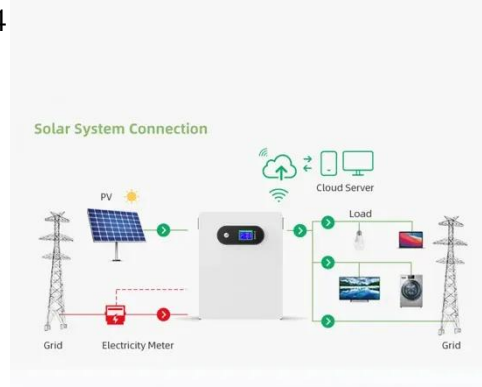 4
Solar System Connection
Cloud Server
PV
Load
Grid
Electricity Meter
Grid